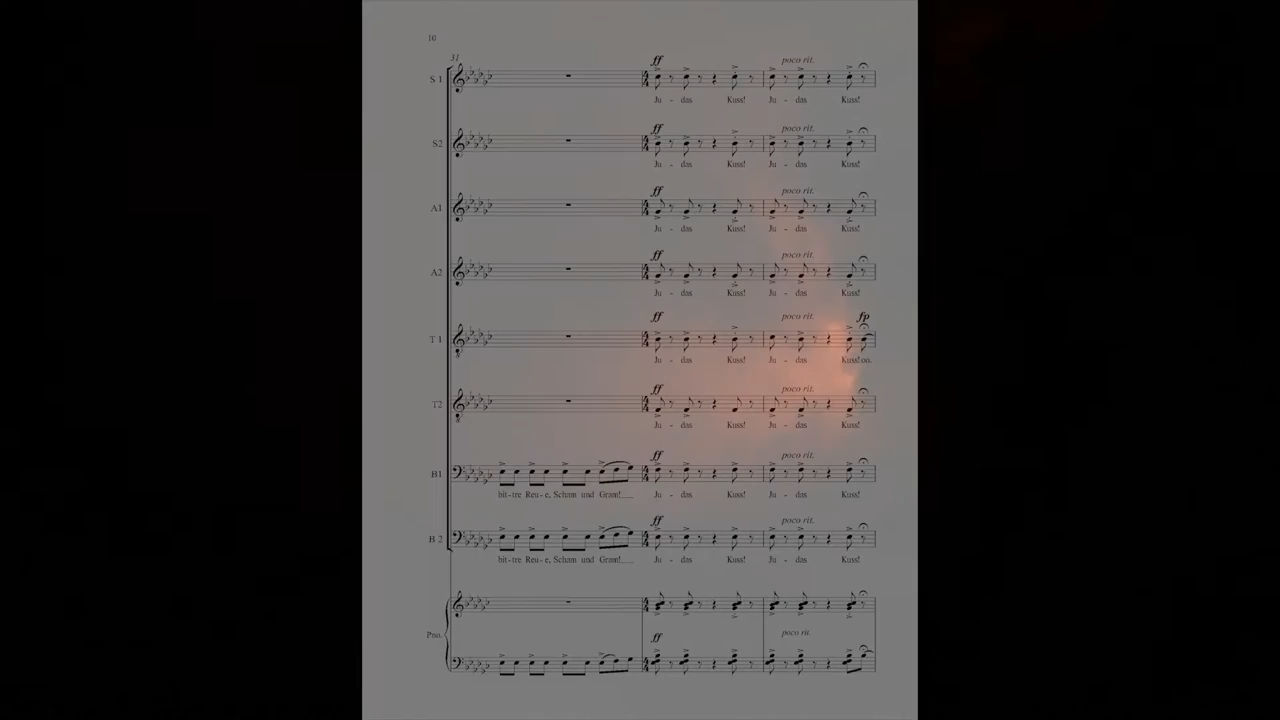 10
31
S 1
ff
poco rit.
Ju - das Kuss! Ju - das Kuss!
S2
ff
poco rit.
Ju - das Kuss! Ju - das Kuss!
A1
ff
poco rit.
Ju - das Kuss! Ju - das Kuss!
A2
ff
poco rit.
Ju - das Kuss! Ju - das Kuss!
T 1
ff
poco rit.
fp
Ju - das Kuss! Ju - das Kuss! oo.
T2
ff
poco rit.
Ju - das Kuss! Ju - das Kuss!
B1
ff
poco rit.
bit-tre Reu-e, Scham und Gram!__ Ju - das Kuss! Ju - das Kuss!
B 2
ff
poco rit.
bit-tre Reu-e, Scham und Gram!__ Ju - das Kuss! Ju - das Kuss!
Pno.
ff
poco rit.